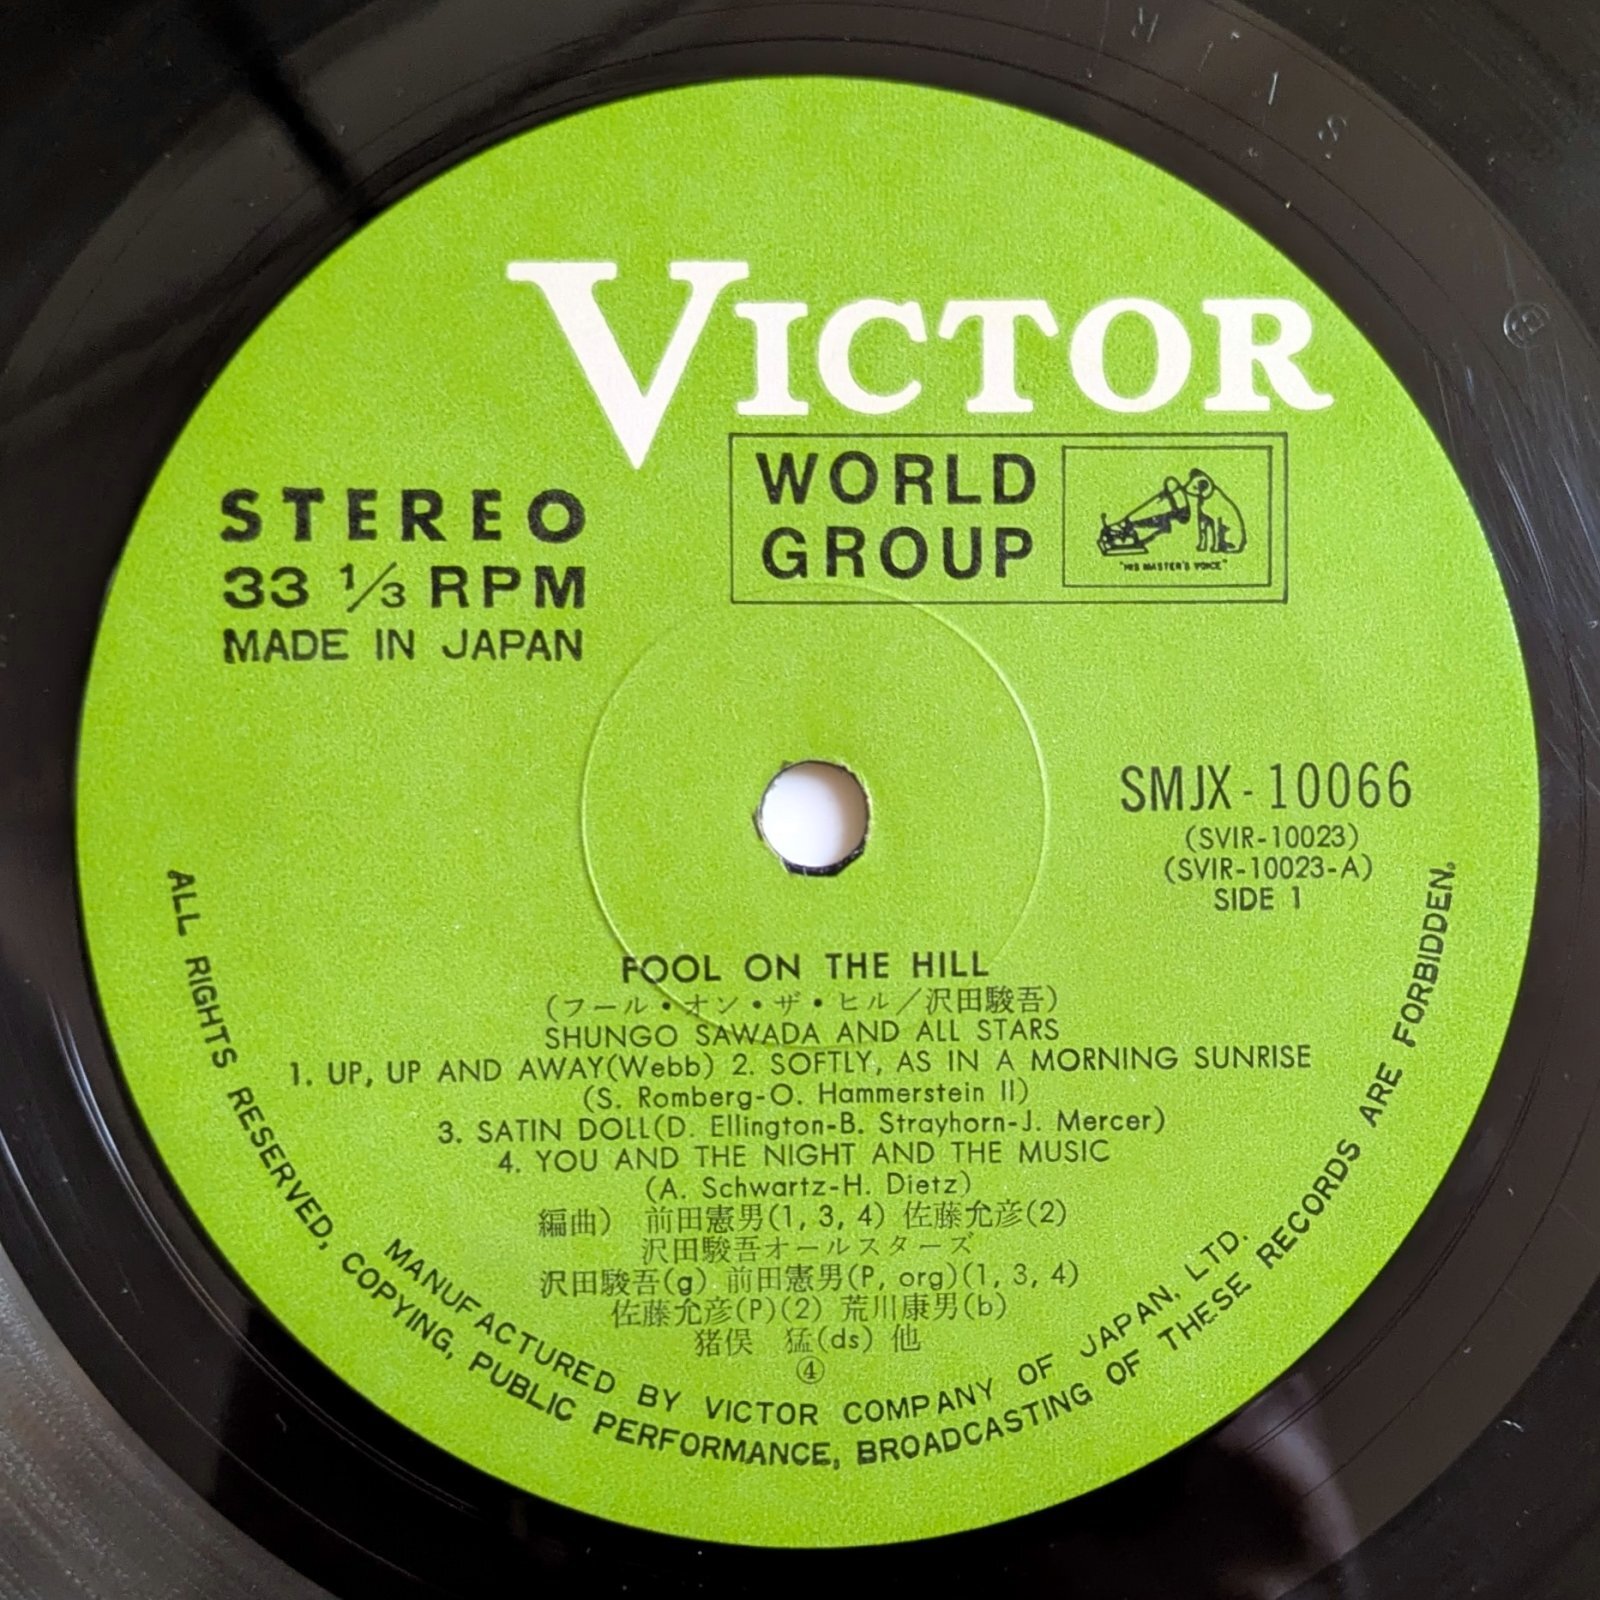 VICTOR
WORLD
GROUP
"HIS MASTER'S VOICE"
STEREO
33 1/3 RPM
MADE IN JAPAN
SMJX-10066
(SVIR-10023)
(SVIR-10023-A)
SIDE 1
FOOL ON THE HILL
(フール・オン・ザ・ヒル/沢田駿吾)
SHUNGO SAWADA AND ALL STARS
1. UP, UP AND AWAY(Webb) 2. SOFTLY, AS IN A MORNING SUNRISE
(S. Romberg-O. Hammerstein II)
3. SATIN DOLL(D. Ellington-B. Strayhorn-J. Mercer)
4. YOU AND THE NIGHT AND THE MUSIC
(A. Schwartz-H. Dietz)
編曲) 前田憲男(1, 3, 4) 佐藤允彦(2)
沢田駿吾オールスターズ
沢田駿吾(g) 前田憲男(P, org)(1, 3, 4)
佐藤允彦(P)(2) 荒川康男(b)
猪俣 猛(ds) 他
④
MANUFACTURED BY VICTOR COMPANY OF JAPAN, LTD.
ALL RIGHTS RESERVED, COPYING, PUBLIC PERFORMANCE, BROADCASTING OF THESE RECORDS ARE FORBIDDEN.
S I R